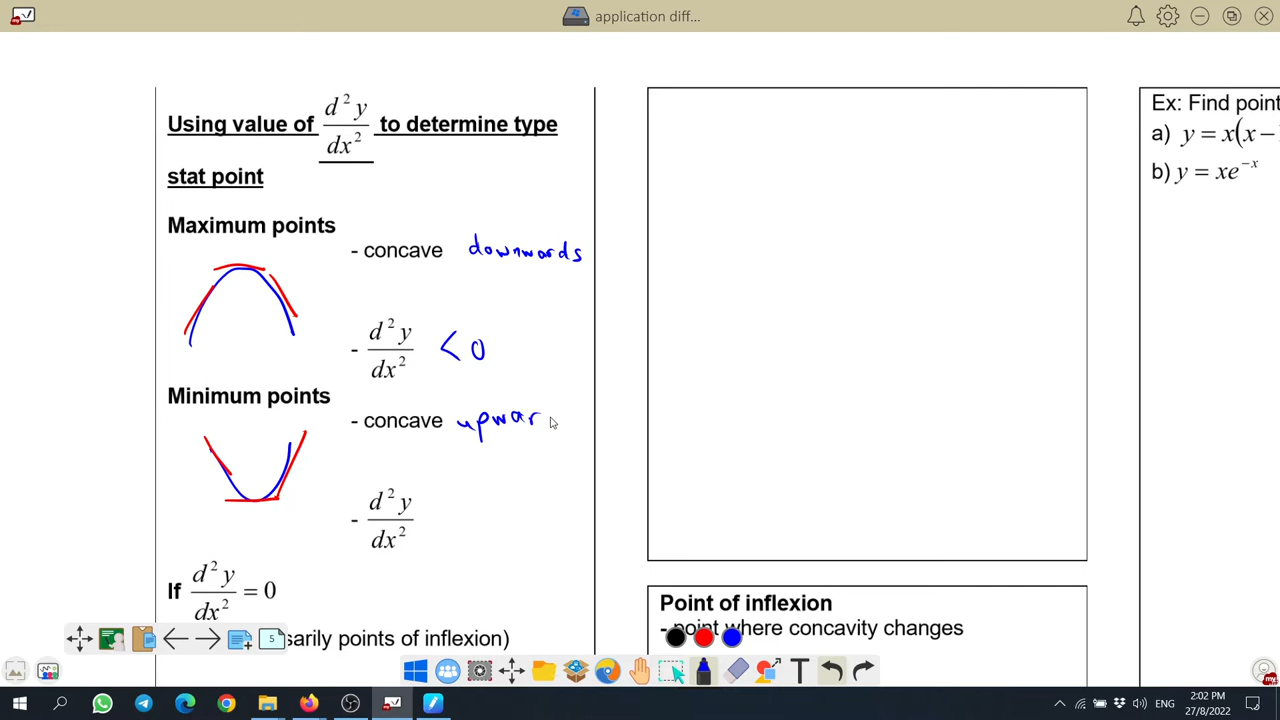 application diff...
Using value of d²y/dx² to determine type
stat point
Maximum points
- concave downwards
- d²y/dx² < 0
Minimum points
- concave upwar
- d²y/dx²
If d²y/dx² = 0
sarily points of inflexion)
Point of inflexion
- point where concavity changes
Ex: Find point
a) y = x(x −
b) y = xe⁻ˣ
5
T
ENG
2:02 PM
27/8/2022